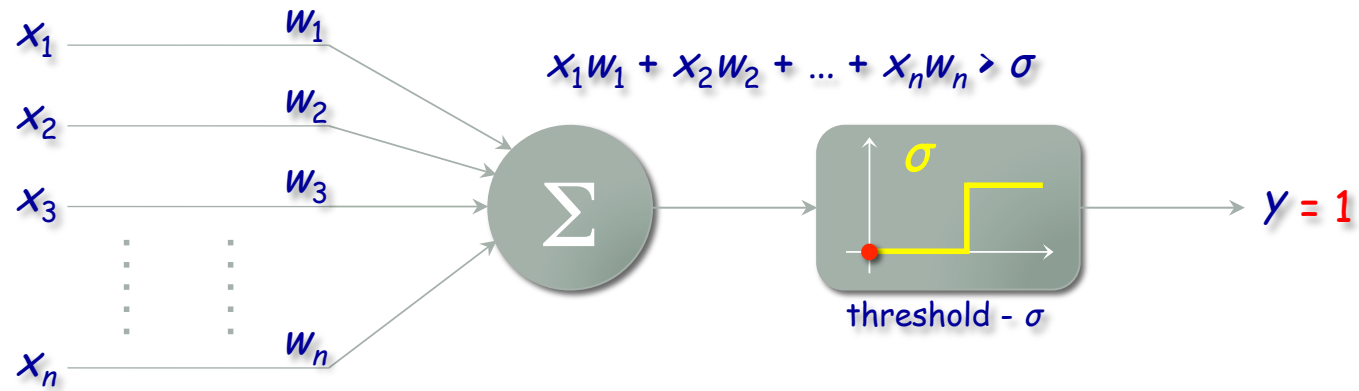 x₁ w₁
x₁w₁ + x₂w₂ + ... + xₙwₙ > σ
x₂ w₂
σ
x₃ w₃
Σ
y = 1
threshold - σ
xₙ wₙ